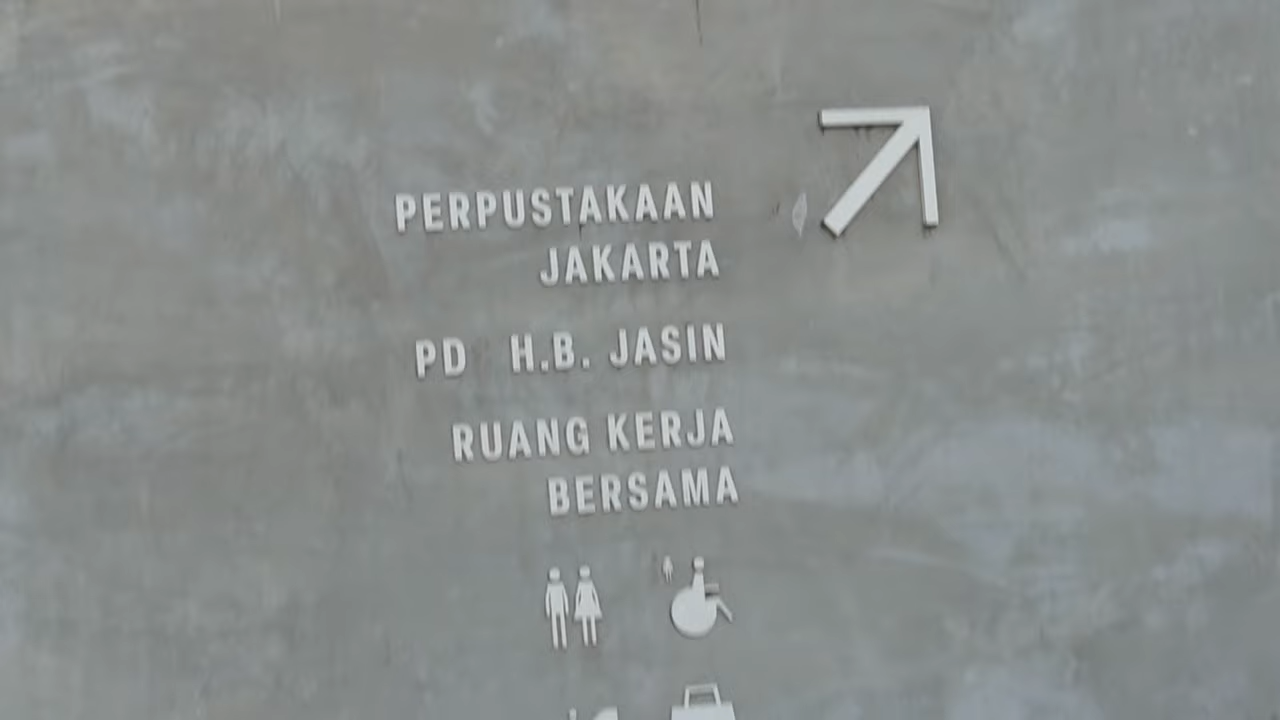 PERPUSTAKAAN
JAKARTA
PD H.B. JASIN
RUANG KERJA
BERSAMA